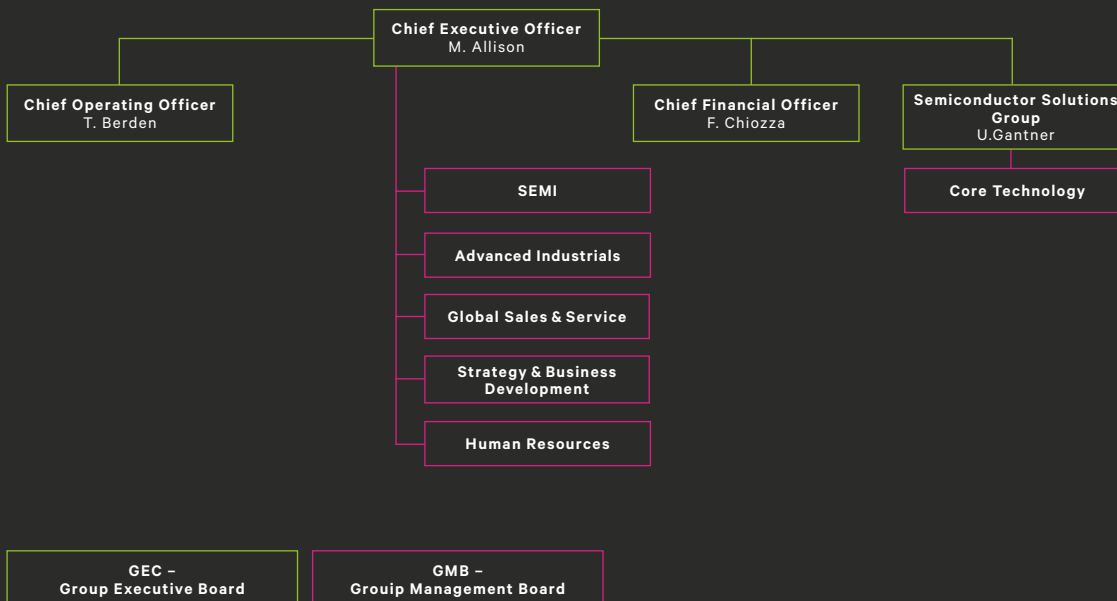 Chief Executive Officer
M. Allison
Chief Operating Officer
T. Berden
Chief Financial Officer
F. Chiozza
Semiconductor Solutions
Group
U.Gantner
SEMI
Core Technology
Advanced Industrials
Global Sales & Service
Strategy & Business
Development
Human Resources
GEC –
Group Executive Board
GMB –
Grouip Management Board